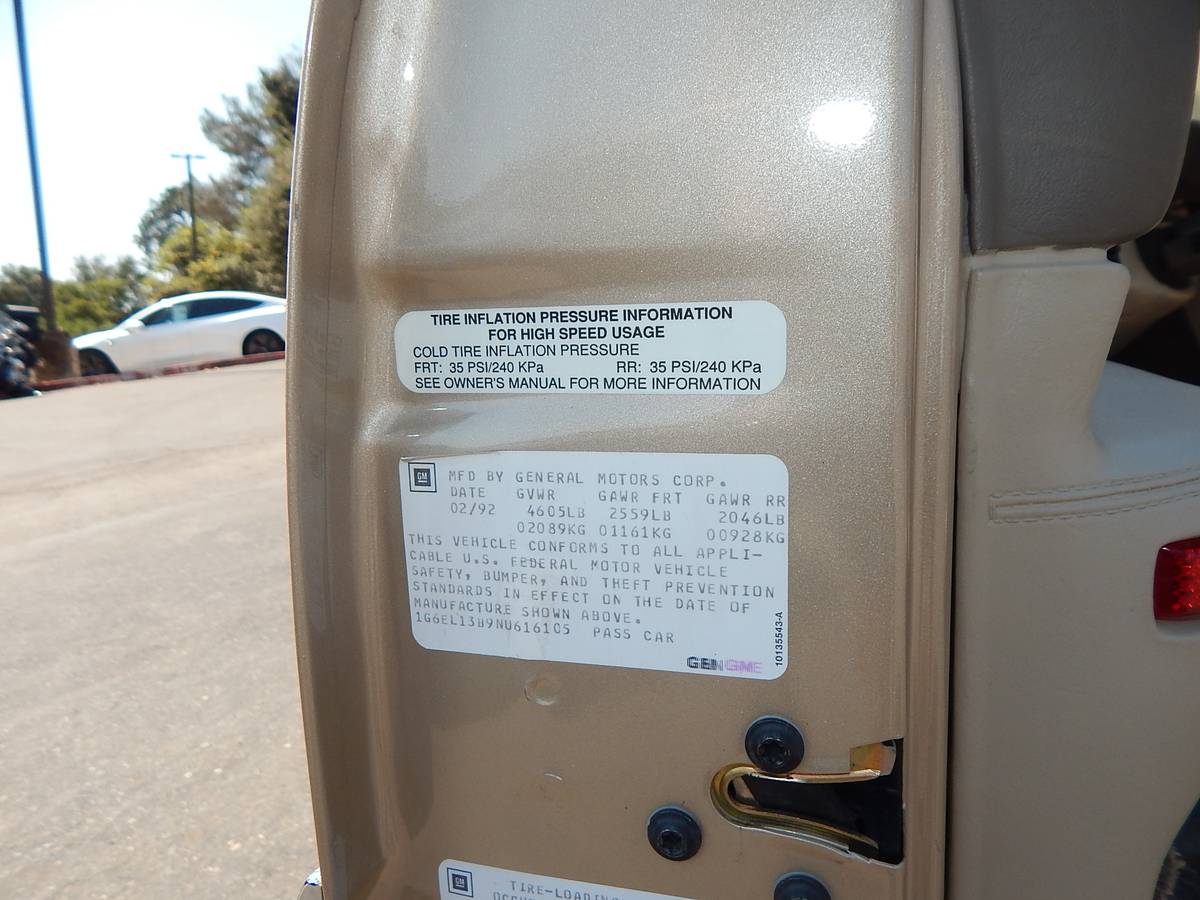 TIRE INFLATION PRESSURE INFORMATION
FOR HIGH SPEED USAGE
COLD TIRE INFLATION PRESSURE
FRT: 35 PSI/240 KPa RR: 35 PSI/240 KPa
SEE OWNER'S MANUAL FOR MORE INFORMATION
GM MFD BY GENERAL MOTORS CORP.
DATE GVWR GAWR FRT GAWR RR
02/92 4605LB 2559LB 2046LB
02089KG 01161KG 00928KG
THIS VEHICLE CONFORMS TO ALL APPLI-
CABLE U.S. FEDERAL MOTOR VEHICLE
SAFETY, BUMPER, AND THEFT PREVENTION
STANDARDS IN EFFECT ON THE DATE OF
MANUFACTURE SHOWN ABOVE.
1G6EL13B9NU616105 PASS CAR
10135543-A
GM TIRE-LOADING